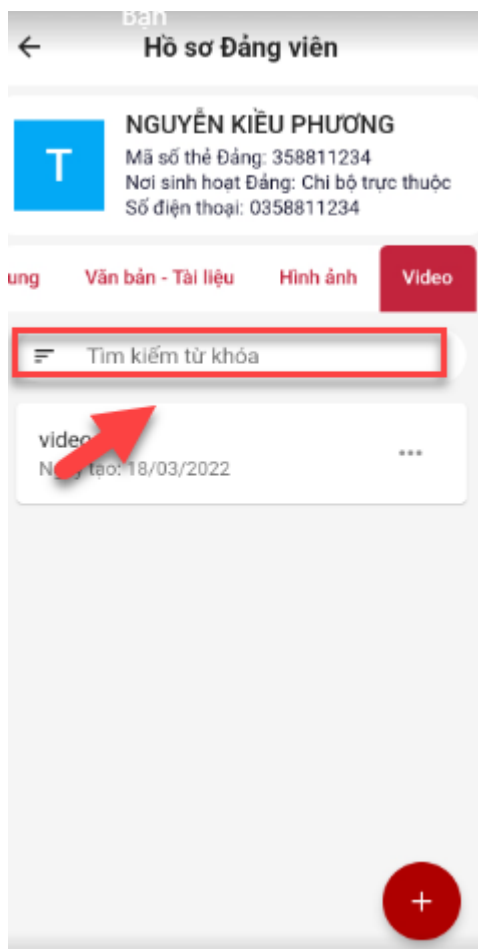 Bạn
Hồ sơ Đảng viên
T
NGUYỄN KIỀU PHƯƠNG
Mã số thẻ Đảng: 358811234
Nơi sinh hoạt Đảng: Chi bộ trực thuộc
Số điện thoại: 0358811234
ung Văn bản - Tài liệu Hình ảnh Video
Tìm kiếm từ khóa
video
tạo: 18/03/2022